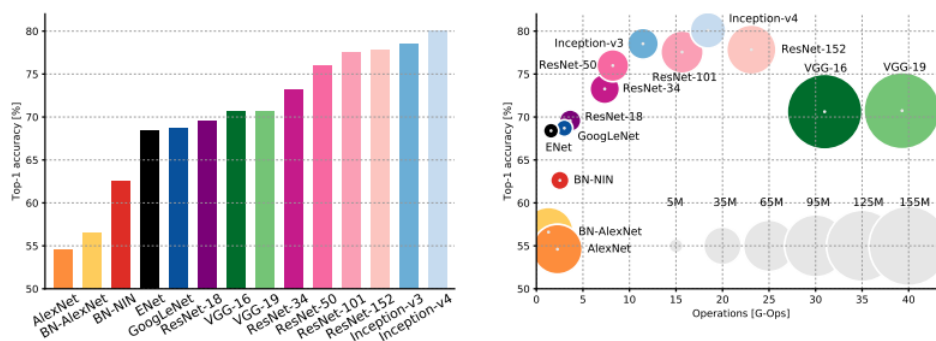 Top-1 accuracy [%]
80
75
70
65
60
55
50
AlexNet
BN-AlexNet
BN-NIN
ENet
GoogLeNet
ResNet-18
VGG-16
VGG-19
ResNet-34
ResNet-50
ResNet-101
ResNet-152
Inception-v3
Inception-v4
Top-1 accuracy [%]
80
75
70
65
60
55
50
Inception-v4
Inception-v3
ResNet-152
ResNet-50
VGG-16
VGG-19
ResNet-101
ResNet-34
ResNet-18
GoogLeNet
ENet
BN-NIN
5M 35M 65M 95M 125M 155M
BN-AlexNet
AlexNet
0 5 10 15 20 25 30 35 40
Operations [G-Ops]